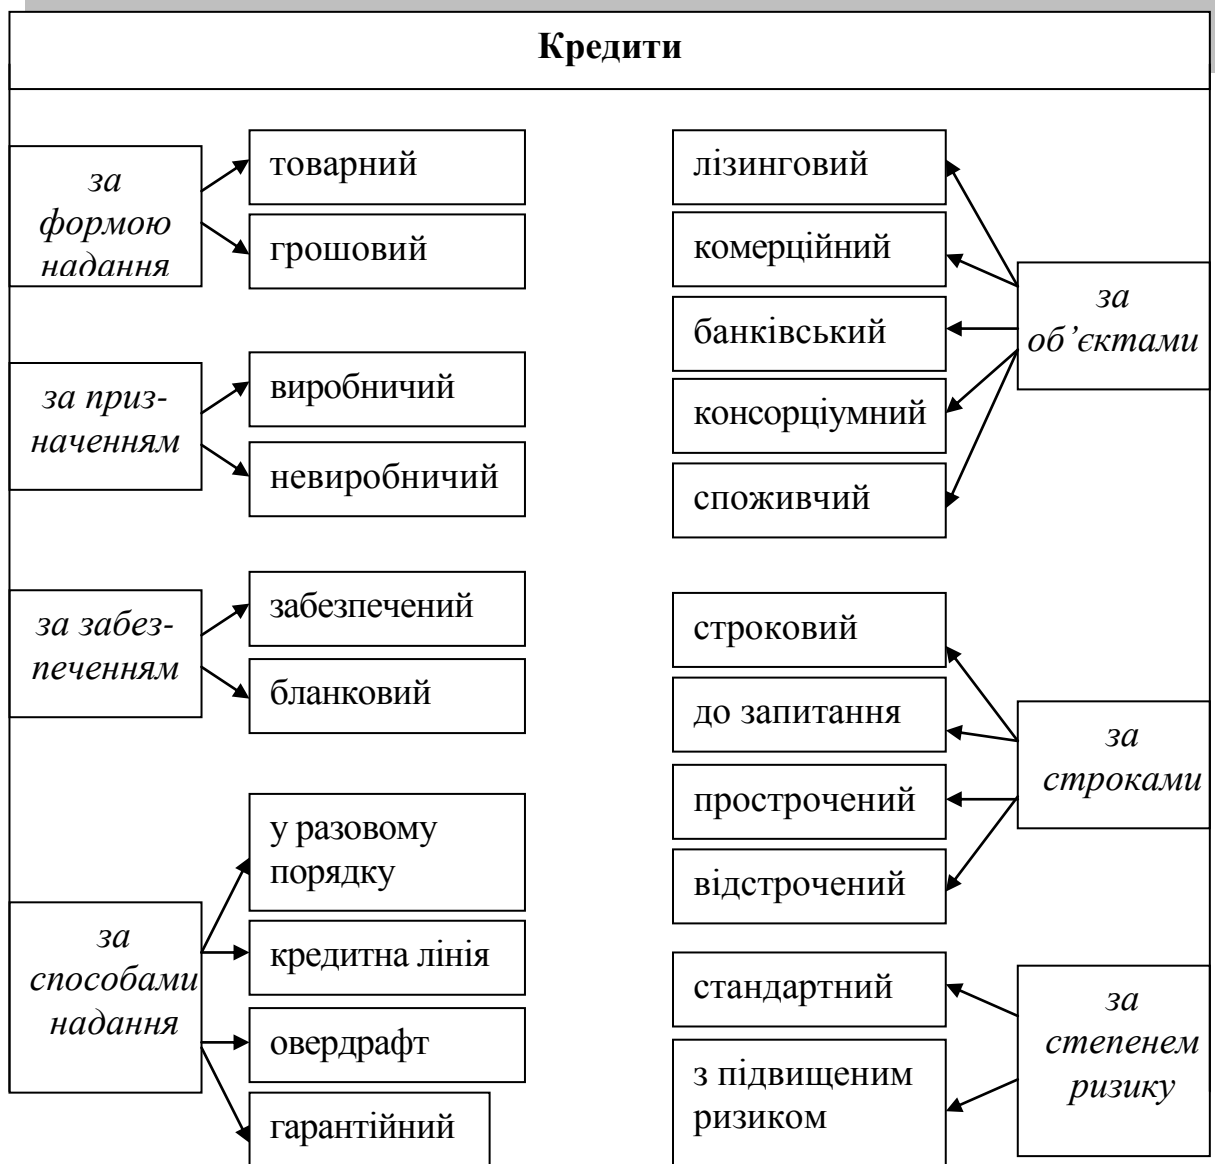 Кредити
за
формою
надання
товарний
грошовий
за приз-
наченням
виробничий
невиробничий
за забез-
печенням
забезпечений
бланковий
за
способами
надання
у разовому
порядку
кредитна лінія
овердрафт
гарантійний
лізинговий
комерційний
банківський
консорціумний
споживчий
за
об’єктами
строковий
до запитання
прострочений
відстрочений
за
строками
стандартний
з підвищеним
ризиком
за
степенем
ризику